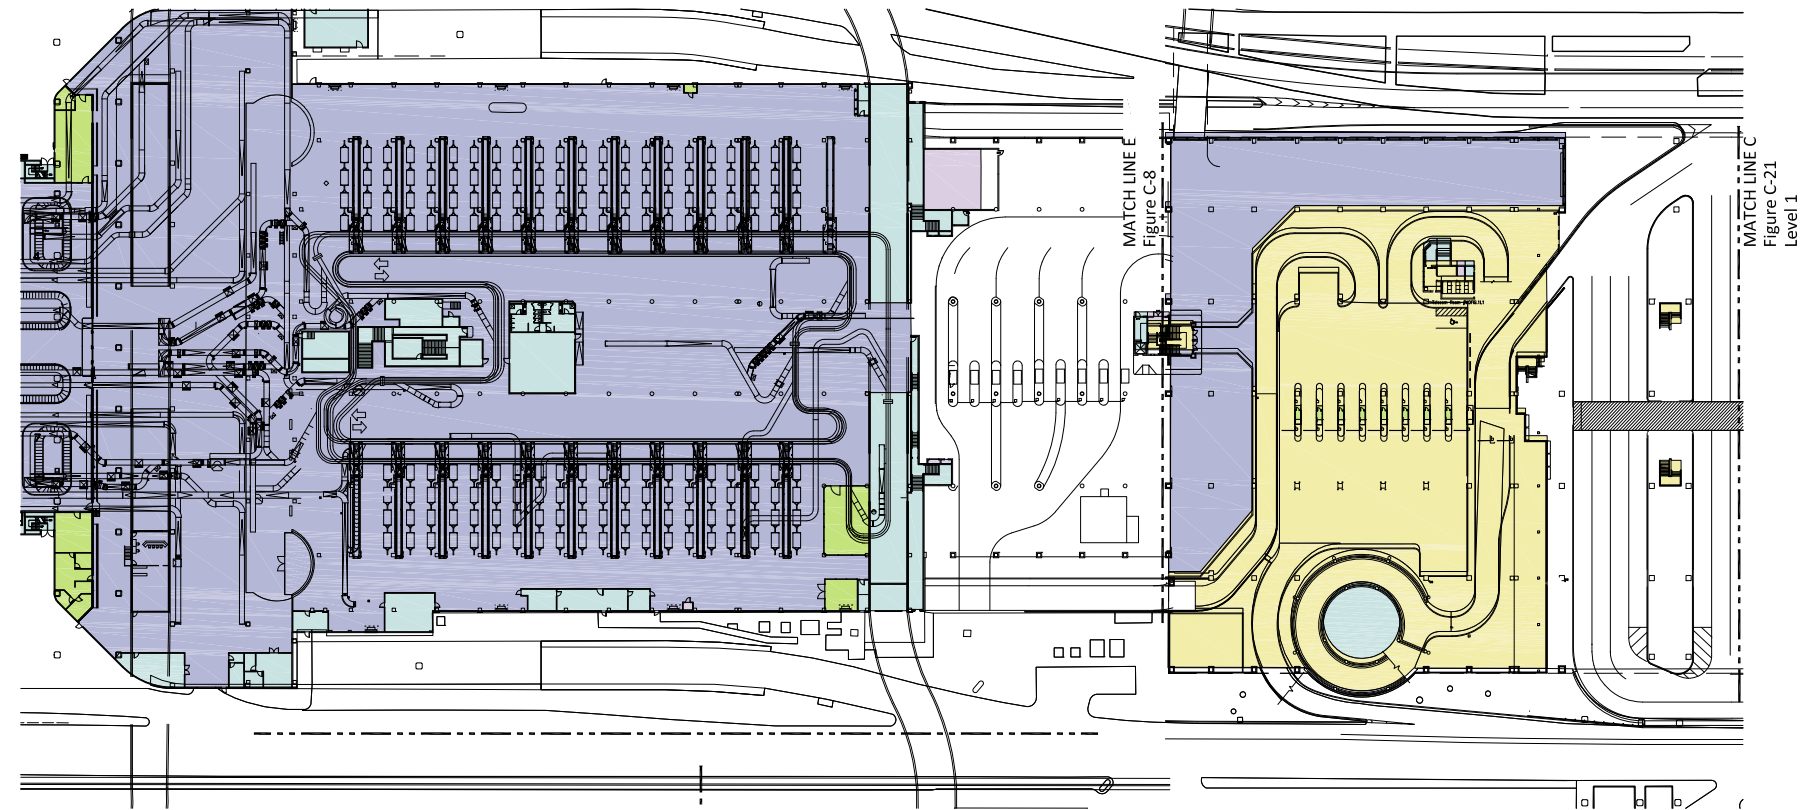 MATCH LINE E
Figure C-8
MATCH LINE C
Figure C-21
Level 1